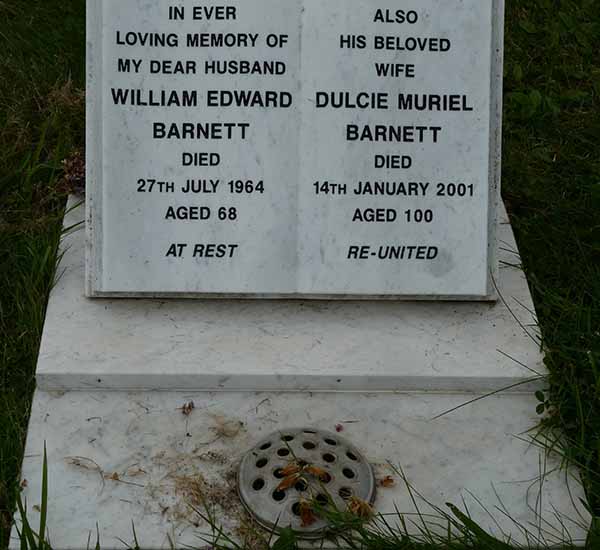 IN EVER
LOVING MEMORY OF
MY DEAR HUSBAND
WILLIAM EDWARD
BARNETT
DIED
27TH JULY 1964
AGED 68
AT REST
ALSO
HIS BELOVED
WIFE
DULCIE MURIEL
BARNETT
DIED
14TH JANUARY 2001
AGED 100
RE-UNITED